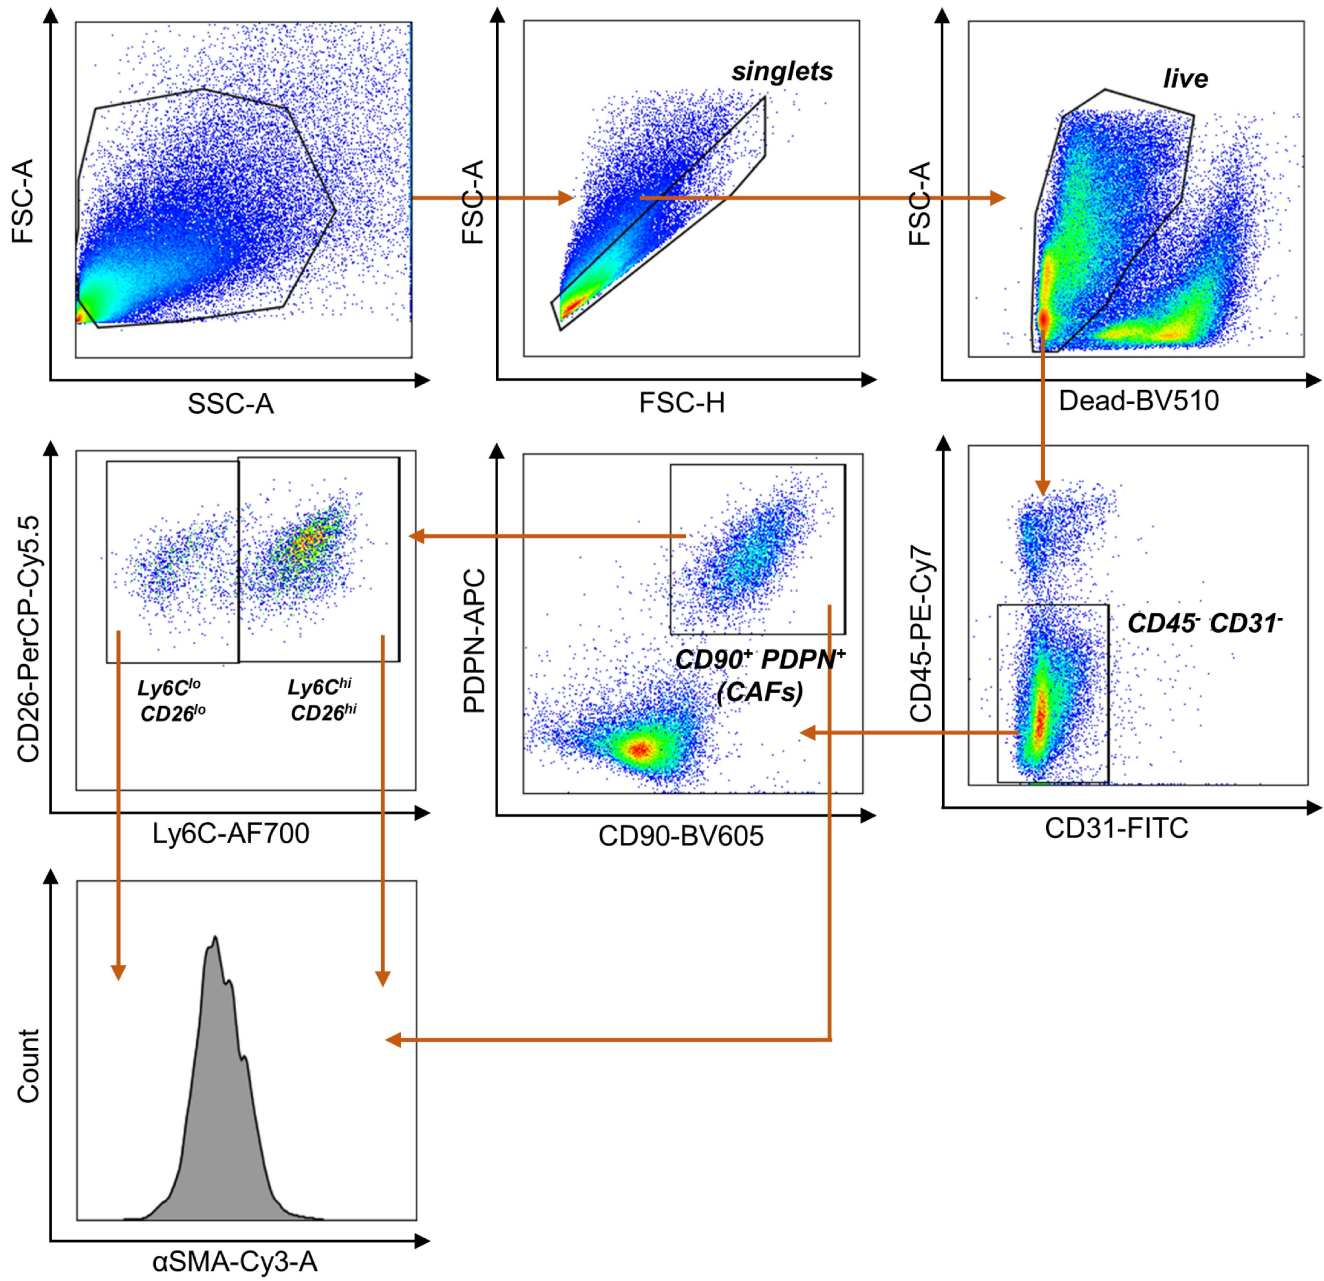 FSC-A
SSC-A
singlets
FSC-A
FSC-H
live
FSC-A
Dead-BV510
CD26-PerCP-Cy5.5
Ly6Cˡᵒ
CD26ˡᵒ
Ly6Cʰⁱ
CD26ʰⁱ
Ly6C-AF700
PDPN-APC
CD90⁺ PDPN⁺
(CAFs)
CD90-BV605
CD45-PE-Cy7
CD45⁻ CD31⁻
CD31-FITC
Count
αSMA-Cy3-A